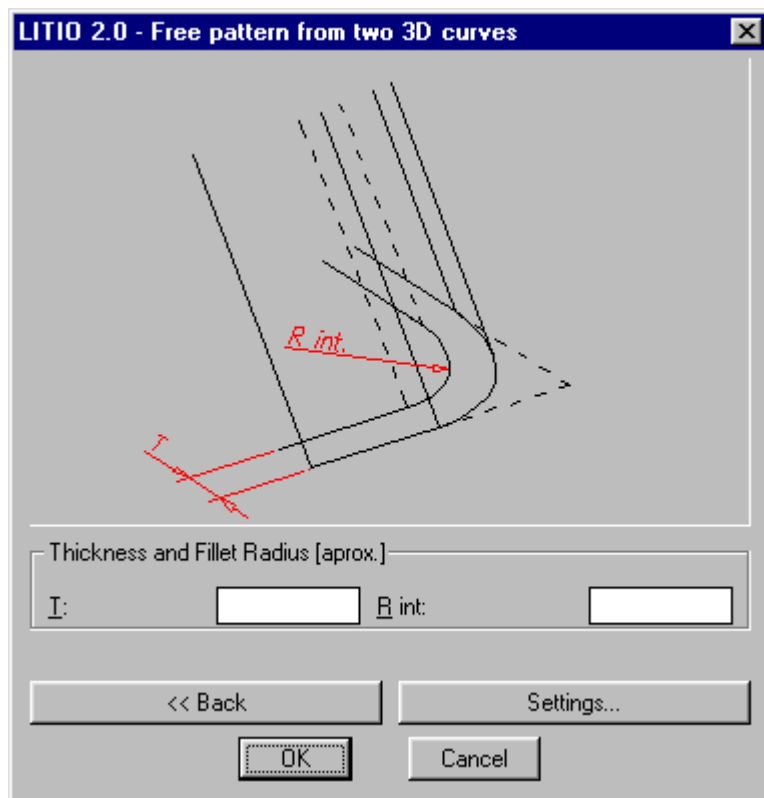 LITIO 2.0 - Free pattern from two 3D curves
R int.
T
Thickness and Fillet Radius [aprox.]
T: R int:
<< Back Settings...
OK Cancel